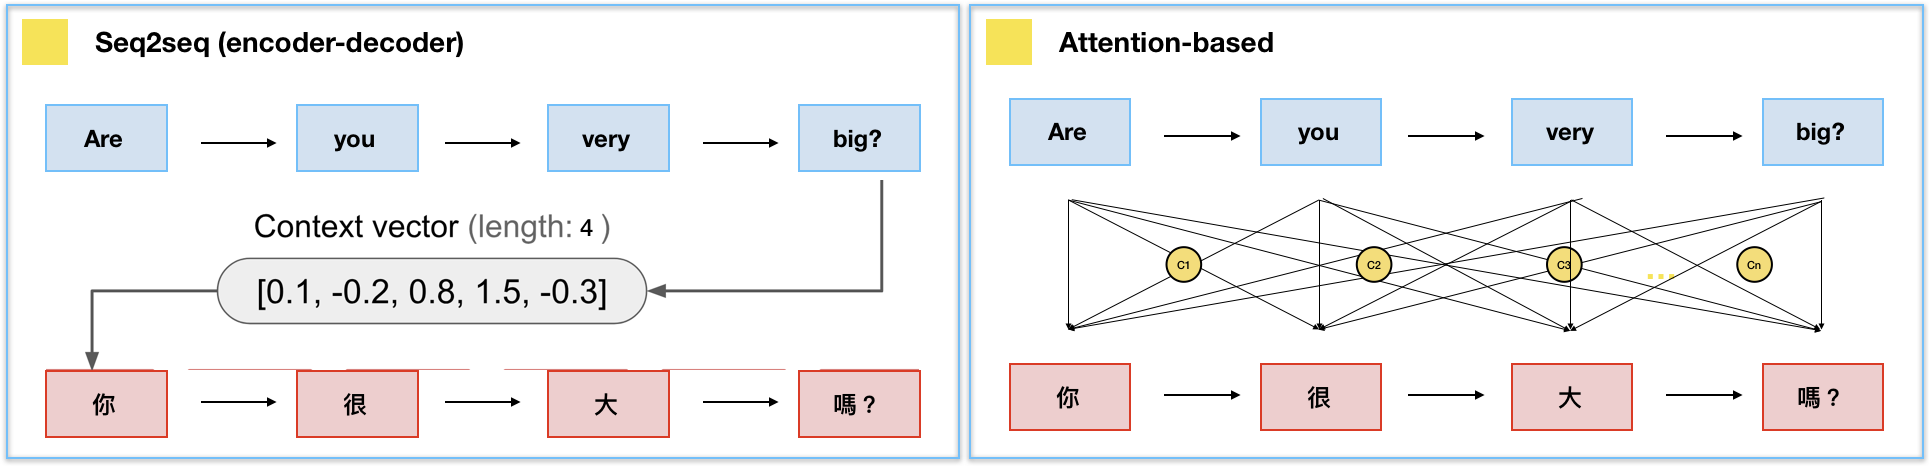 Seq2seq (encoder-decoder)
Are you very big?
Context vector (length: 4 )
[0.1, -0.2, 0.8, 1.5, -0.3]
你 很 大 嗎？
Attention-based
Are you very big?
C1 C2 C3 ... Cn
你 很 大 嗎？